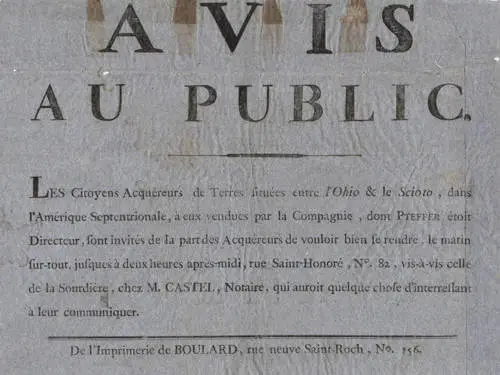 AVIS
AU PUBLIC.
LES Citoyens Acquéreurs de Terres situées entre l'Ohio & le Scioto, dans
l'Amérique Septentrionale, à eux vendues par la Compagnie, dont PFEFFER étoit
Directeur, sont invités de la part des Acquéreurs de vouloir bien se rendre, le matin
sur-tout, jusques à deux heures après-midi, rue Saint-Honoré, N°. 82, vis-à-vis celle
de la Sourdière, chez M. CASTEL, Notaire, qui auroit quelque chose d'interressant
à leur communiquer.
De l'Imprimerie de BOULARD, rue neuve Saint-Roch, No. 156.